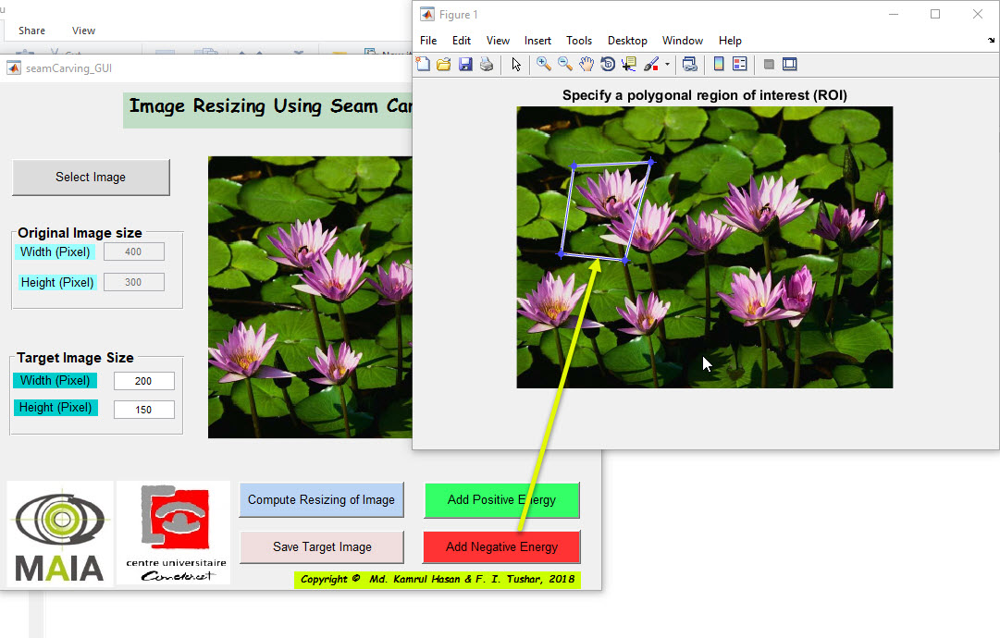 u
Share View
seamCarving_GUI
Image Resizing Using Seam Car
Select Image
Original Image size
Width (Pixel) 400
Height (Pixel) 300
Target Image Size
Width (Pixel) 200
Height (Pixel) 150
MAIA
centre universitaire
Condorcet
Compute Resizing of Image
Add Positive Energy
Save Target Image
Add Negative Energy
Copyright © Md. Kamrul Hasan & F. I. Tushar, 2018
Figure 1
File Edit View Insert Tools Desktop Window Help
Specify a polygonal region of interest (ROI)